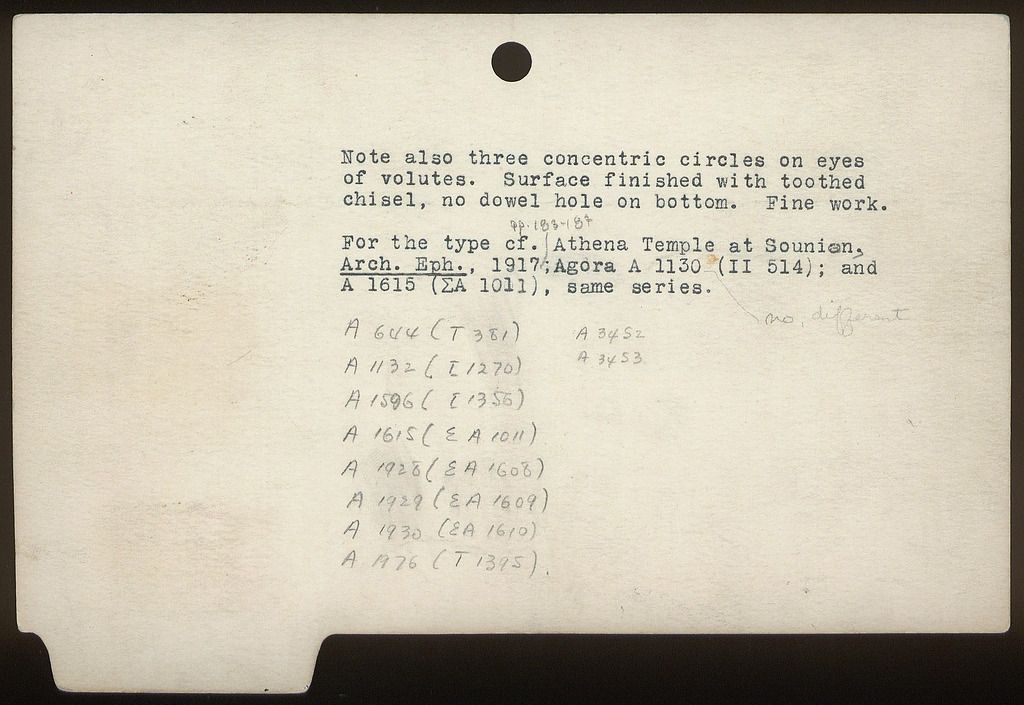 Note also three concentric circles on eyes
of volutes. Surface finished with toothed
chisel, no dowel hole on bottom. Fine work.
pp. 183-187
For the type cf. Athena Temple at Sounion,
Arch. Eph., 1917; Agora A 1130 (II 514); and
A 1615 (ΣA 1011), same series.
no, different
A 644 (T 381)
A 1132 (I 1270)
A 1596 (I 1356)
A 1615 (ΣA 1011)
A 1928 (ΣA 1608)
A 1929 (ΣA 1609)
A 1930 (ΣA 1610)
A 1976 (T 1395).
A 3452
A 3453